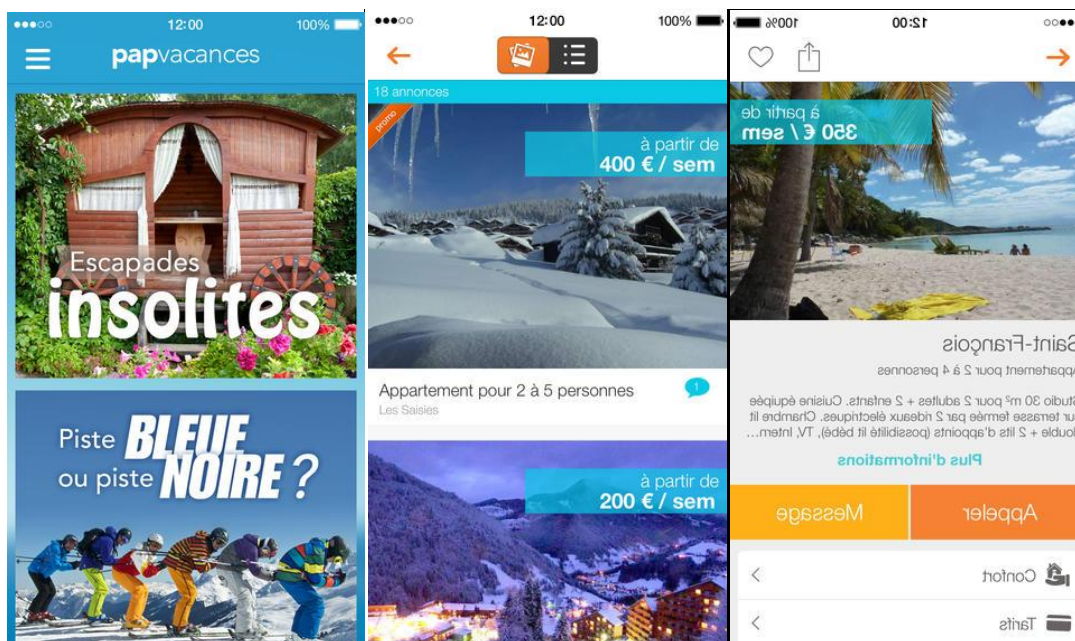 12:00
100%
papvacances
Escapades
insolites
Piste BLEUE
ou piste NOIRE ?
12:00
100%
18 annonces
promo
à partir de
400 € / sem
Appartement pour 2 à 5 personnes
1
Les Saisies
à partir de
200 € / sem
12:00
100%
à partir de
350 € / sem
Saint-François
Appartement pour 2 à 4 personnes
Studio 30 m² pour 2 adultes + 2 enfants. Cuisine équipée
sur terrasse fermée par 2 rideaux électriques. Chambre lit
double + 2 lits d'appoints (possibilité lit bébé), TV, Intern...
Plus d'informations
Appeler
Message
Confort
Tarifs